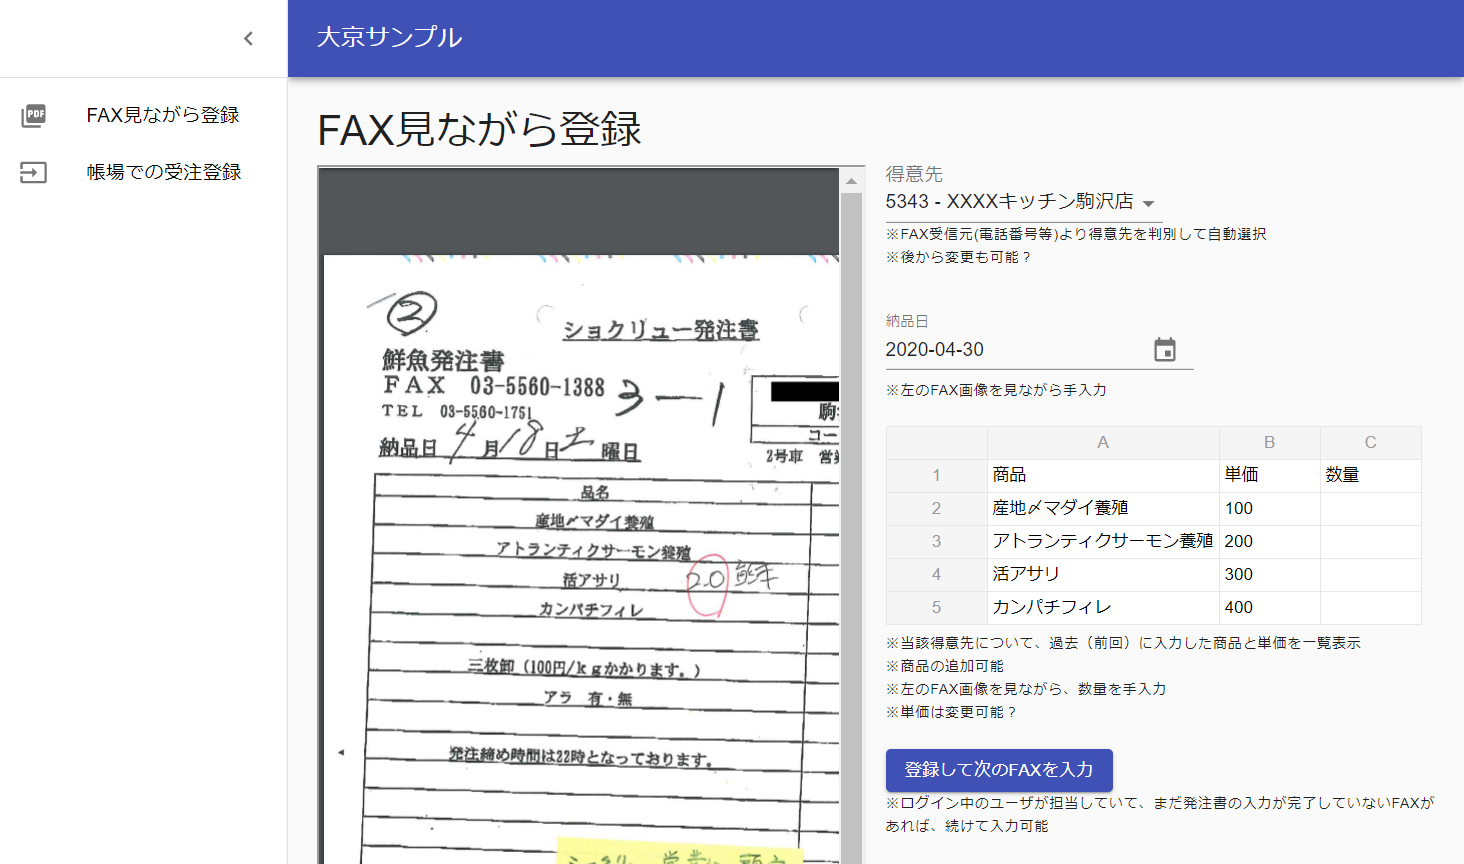 大京サンプル
FAX見ながら登録
帳場での受注登録
FAX見ながら登録
②
ショクリュー発注書
鮮魚発注書
FAX 03-5560-1388
3-1
TEL 03-5560-1751
駒
コー
納品日 4月18日土曜日
2号車 営業
品名
産地〆マダイ養殖
アトランティクサーモン養殖
活アサリ 2.0 熊本
カンパチフィレ
三枚卸（100円/kgかかります。）
アラ 有・無
発注締め時間は22時となっております。
得意先
5343 - XXXXキッチン駒沢店
※FAX受信元(電話番号等)より得意先を判別して自動選択
※後から変更も可能？
納品日
2020-04-30
※左のFAX画像を見ながら手入力
A B C
1 商品 単価 数量
2 産地〆マダイ養殖 100
3 アトランティクサーモン養殖 200
4 活アサリ 300
5 カンパチフィレ 400
※当該得意先について、過去（前回）に入力した商品と単価を一覧表示
※商品の追加可能
※左のFAX画像を見ながら、数量を手入力
※単価は変更可能？
登録して次のFAXを入力
※ログイン中のユーザが担当していて、まだ発注書の入力が完了していないFAXが
あれば、続けて入力可能